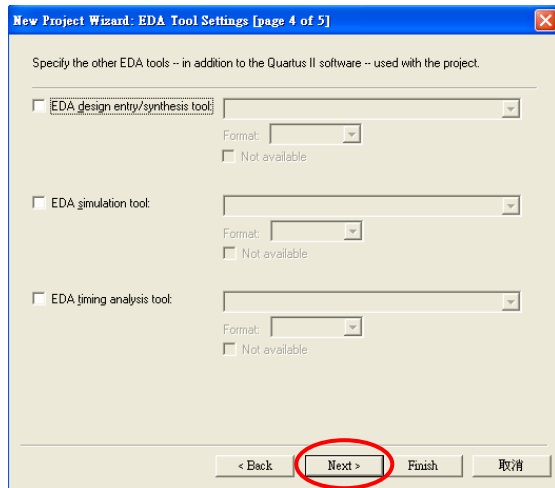 New Project Wizard: EDA Tool Settings [page 4 of 5]
Specify the other EDA tools -- in addition to the Quartus II software -- used with the project.
EDA design entry/synthesis tool:
Format:
Not available
EDA simulation tool:
Format:
Not available
EDA timing analysis tool:
Format:
Not available
< Back Next > Finish 取消